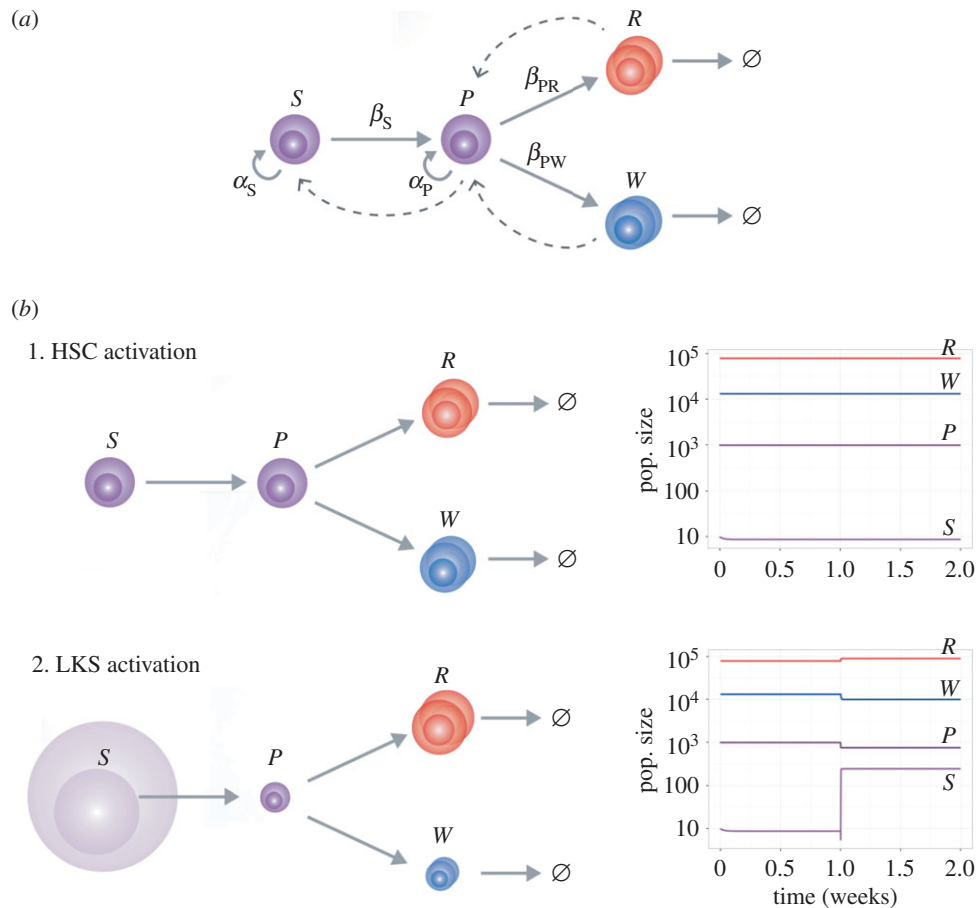 (a)
R
∅
β_PR
S
P
β_S
β_PW
α_S
α_P
W
∅
(b)
1. HSC activation
R
∅
S
P
W
∅
pop. size
10^5
10^4
10^3
100
10
R
W
P
S
0
0.5
1.0
1.5
2.0
2. LKS activation
R
∅
S
P
W
∅
pop. size
10^5
10^4
10^3
100
10
R
W
P
S
0
0.5
1.0
1.5
2.0
time (weeks)